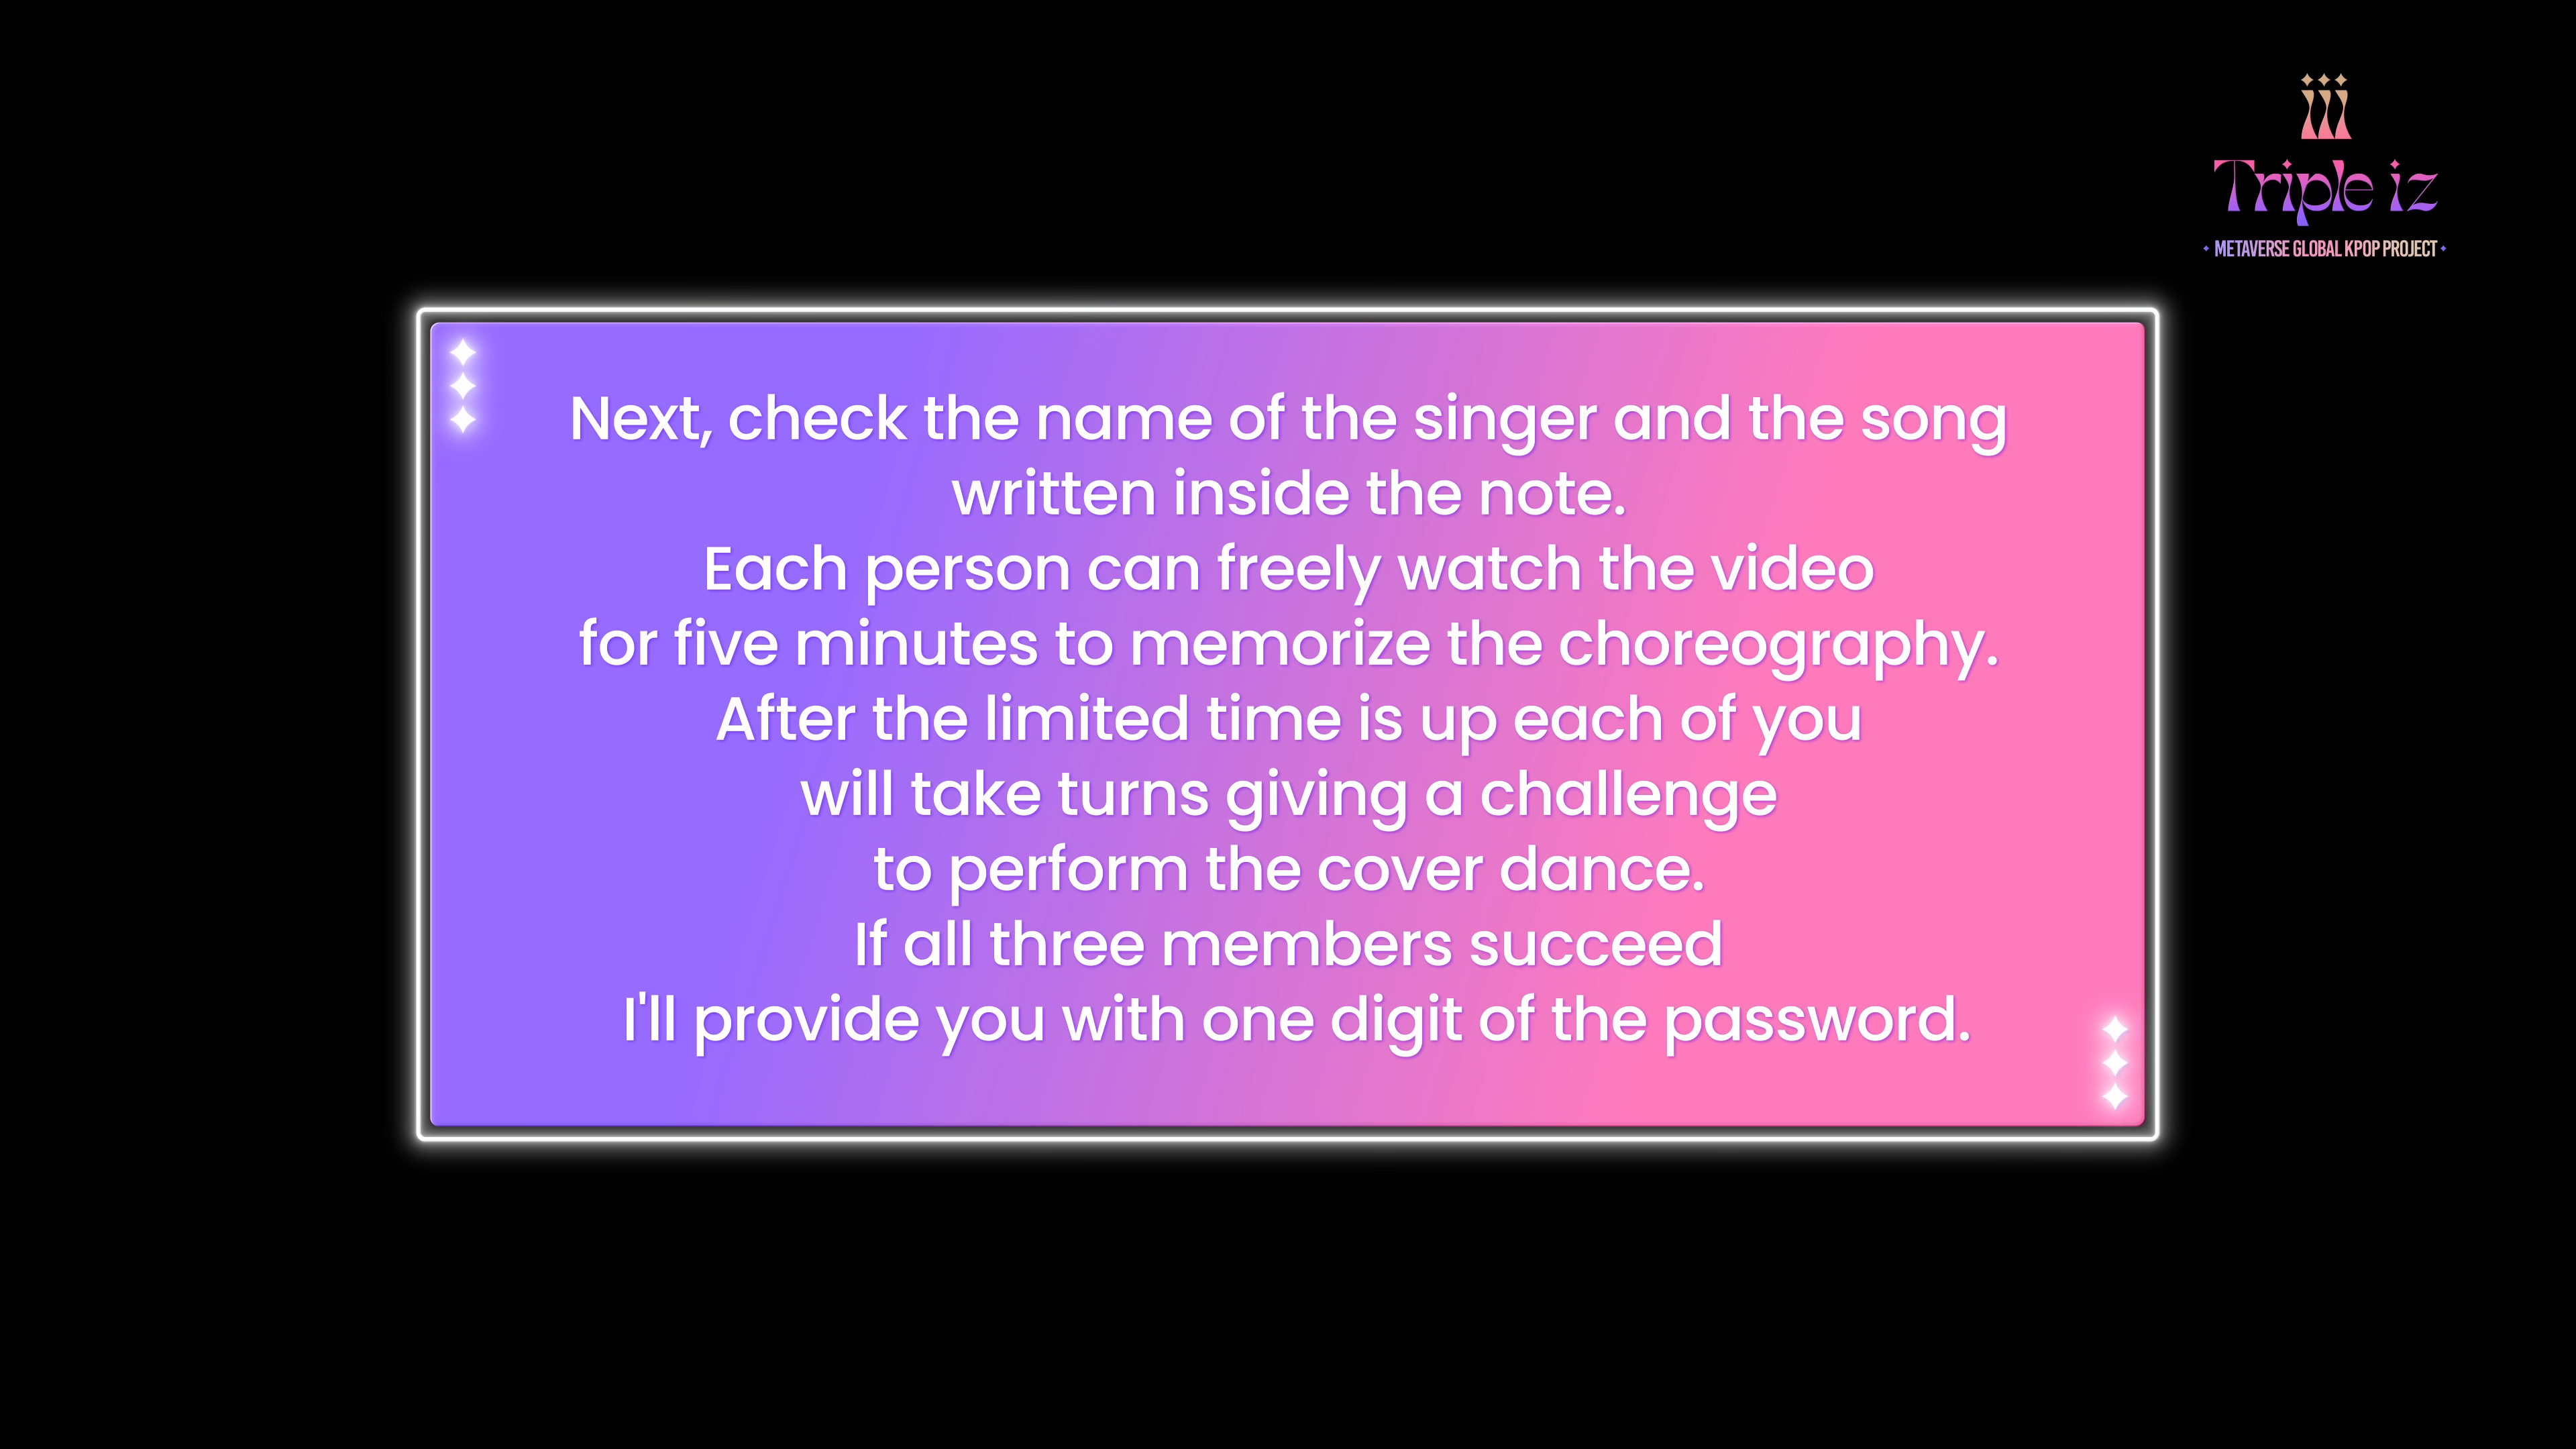 iii
Triple iz
METAVERSE GLOBAL KPOP PROJECT
Next, check the name of the singer and the song
written inside the note.
Each person can freely watch the video
for five minutes to memorize the choreography.
After the limited time is up each of you
will take turns giving a challenge
to perform the cover dance.
If all three members succeed
I'll provide you with one digit of the password.